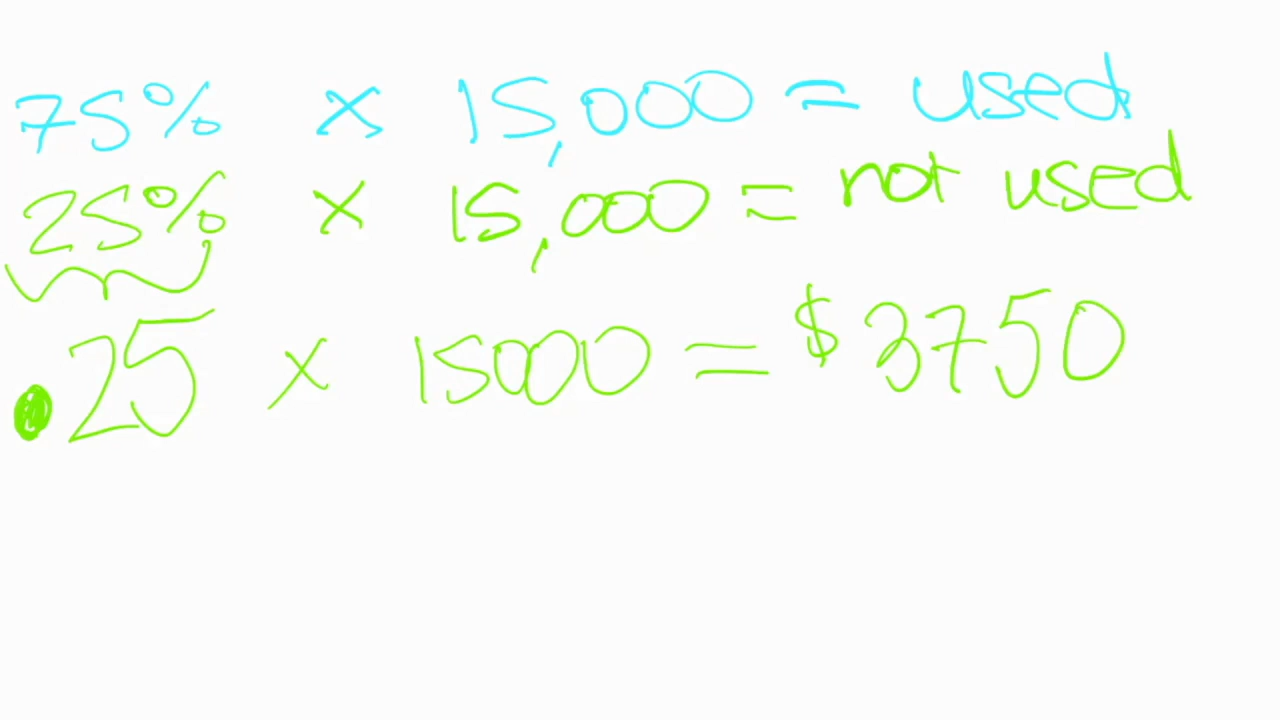 75% x 15,000 = used
25% x 15,000 = not used
.25 x 15000 = $3750